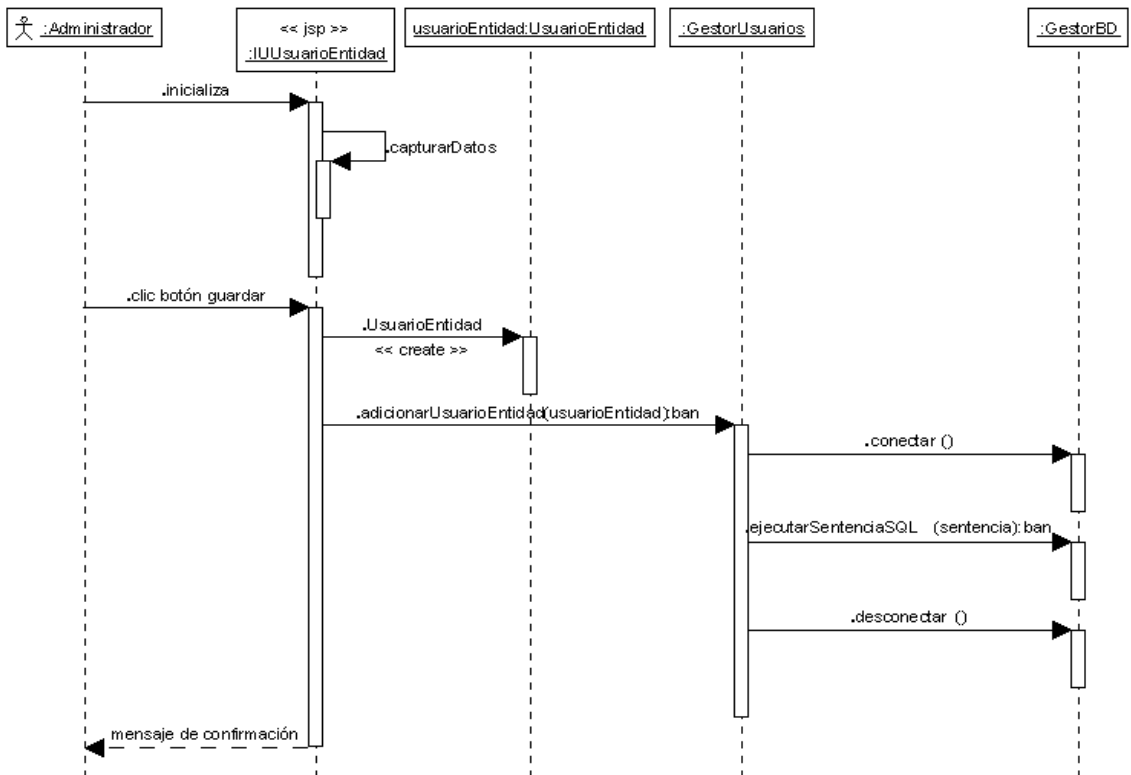 :Administrador
<< jsp >>
:IUUsuarioEntidad
usuarioEntidad:UsuarioEntidad
:GestorUsuarios
:GestorBD
.inicializa
.capturarDatos
.clic botón guardar
.UsuarioEntidad
<< create >>
.adicionarUsuarioEntidad(usuarioEntidad):ban
.conectar ()
.ejecutarSentenciaSQL (sentencia):ban
.desconectar ()
mensaje de confirmación